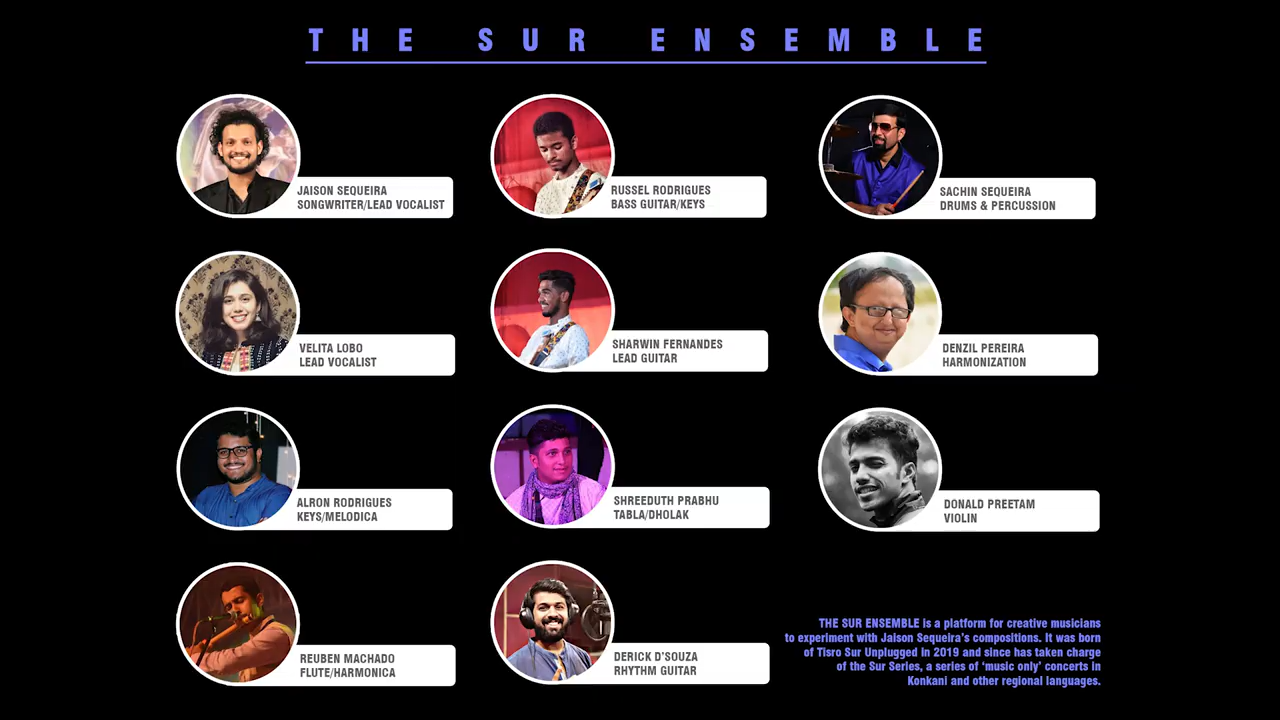 THE SUR ENSEMBLE
JAISON SEQUEIRA
SONGWRITER/LEAD VOCALIST
RUSSEL RODRIGUES
BASS GUITAR/KEYS
SACHIN SEQUEIRA
DRUMS & PERCUSSION
VELITA LOBO
LEAD VOCALIST
SHARWIN FERNANDES
LEAD GUITAR
DENZIL PEREIRA
HARMONIZATION
ALRON RODRIGUES
KEYS/MELODICA
SHREEDUTH PRABHU
TABLA/DHOLAK
DONALD PREETAM
VIOLIN
REUBEN MACHADO
FLUTE/HARMONICA
DERICK D'SOUZA
RHYTHM GUITAR
THE SUR ENSEMBLE is a platform for creative musicians
to experiment with Jaison Sequeira's compositions. It was born
of Tisro Sur Unplugged in 2019 and since has taken charge
of the Sur Series, a series of 'music only' concerts in
Konkani and other regional languages.